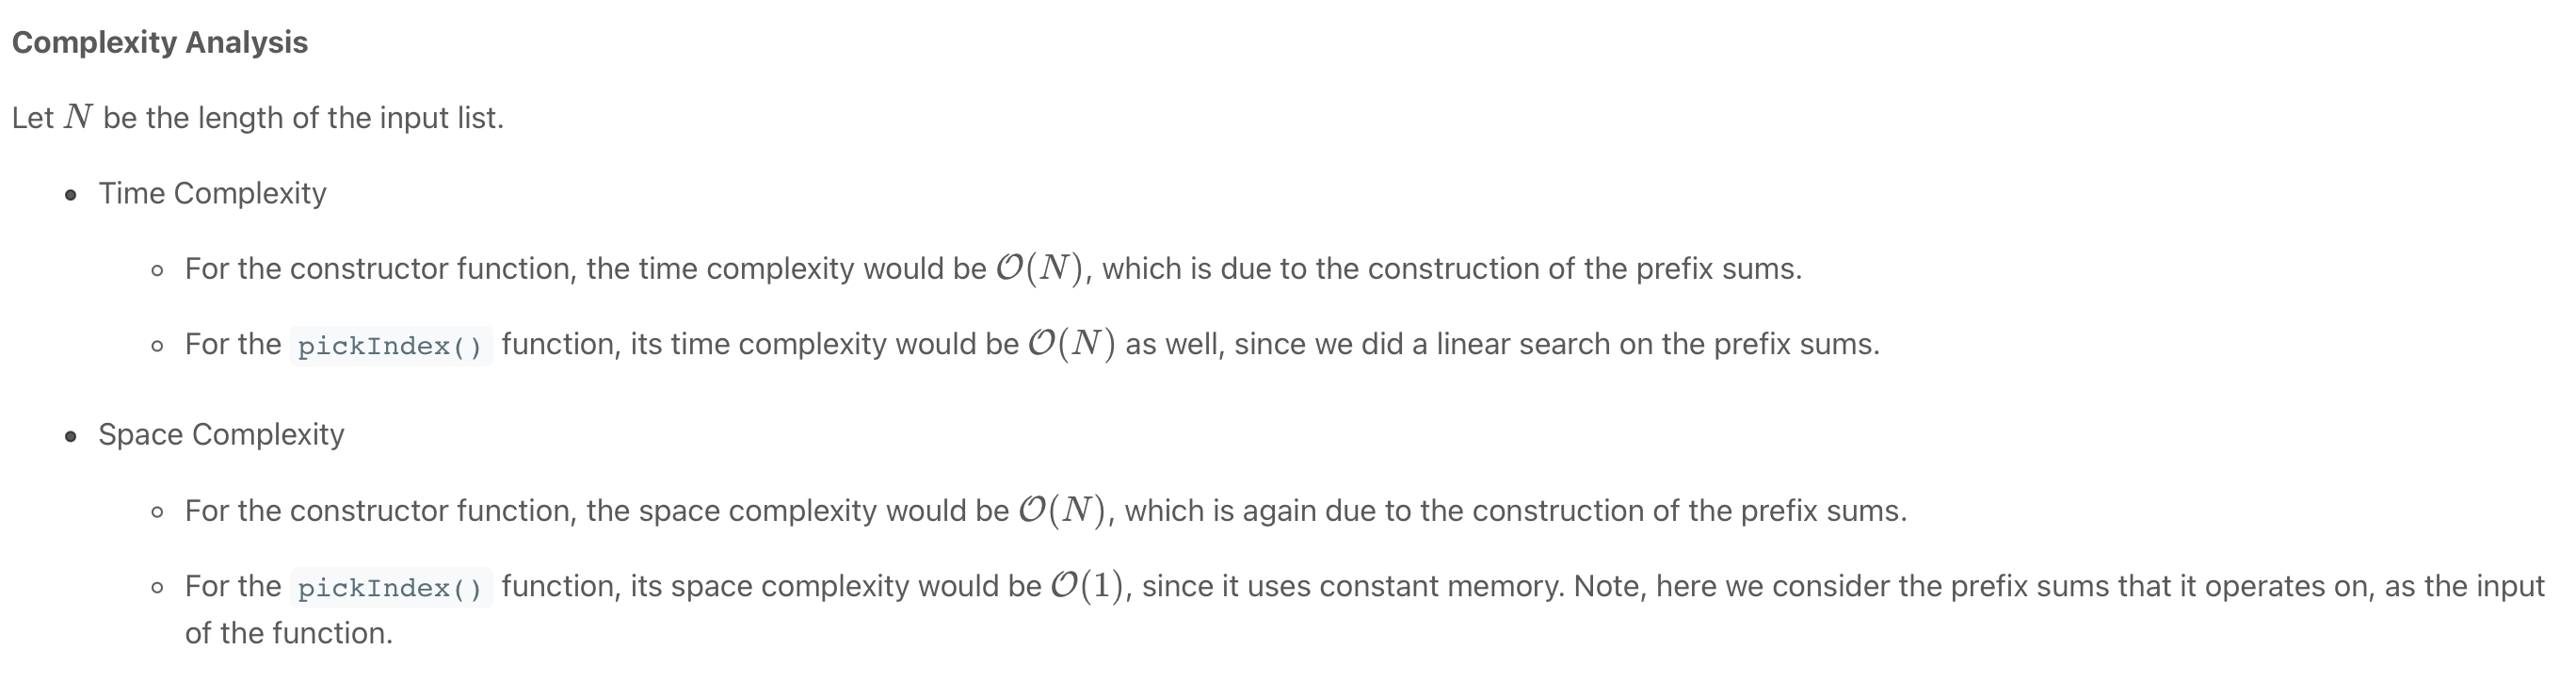 Complexity Analysis
Let N be the length of the input list.
• Time Complexity
◦ For the constructor function, the time complexity would be O(N), which is due to the construction of the prefix sums.
◦ For the pickIndex() function, its time complexity would be O(N) as well, since we did a linear search on the prefix sums.
• Space Complexity
◦ For the constructor function, the space complexity would be O(N), which is again due to the construction of the prefix sums.
◦ For the pickIndex() function, its space complexity would be O(1), since it uses constant memory. Note, here we consider the prefix sums that it operates on, as the input
of the function.